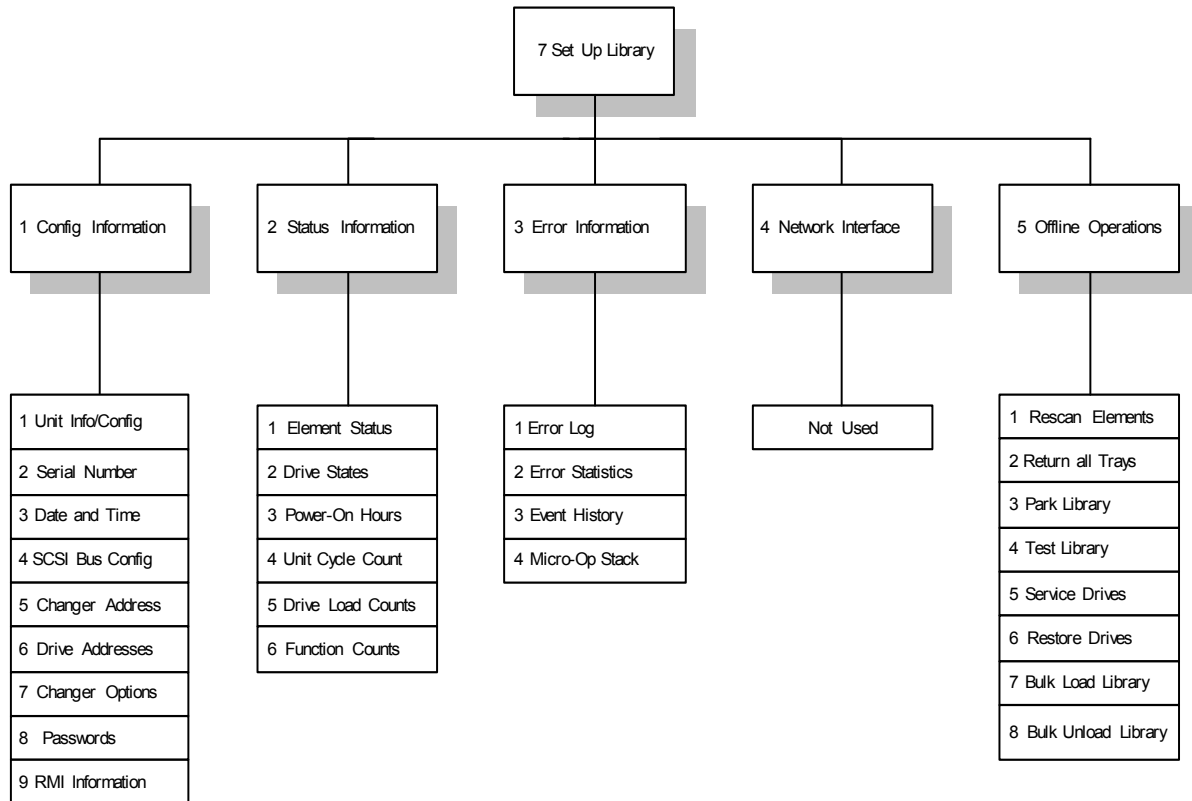 7 Set Up Library
1 Config Information
2 Status Information
3 Error Information
4 Network Interface
5 Offline Operations
1 Unit Info/Config
2 Serial Number
3 Date and Time
4 SCSI Bus Config
5 Changer Address
6 Drive Addresses
7 Changer Options
8 Passwords
9 RMI Information
1 Element Status
2 Drive States
3 Power-On Hours
4 Unit Cycle Count
5 Drive Load Counts
6 Function Counts
1 Error Log
2 Error Statistics
3 Event History
4 Micro-Op Stack
Not Used
1 Rescan Elements
2 Return all Trays
3 Park Library
4 Test Library
5 Service Drives
6 Restore Drives
7 Bulk Load Library
8 Bulk Unload Library